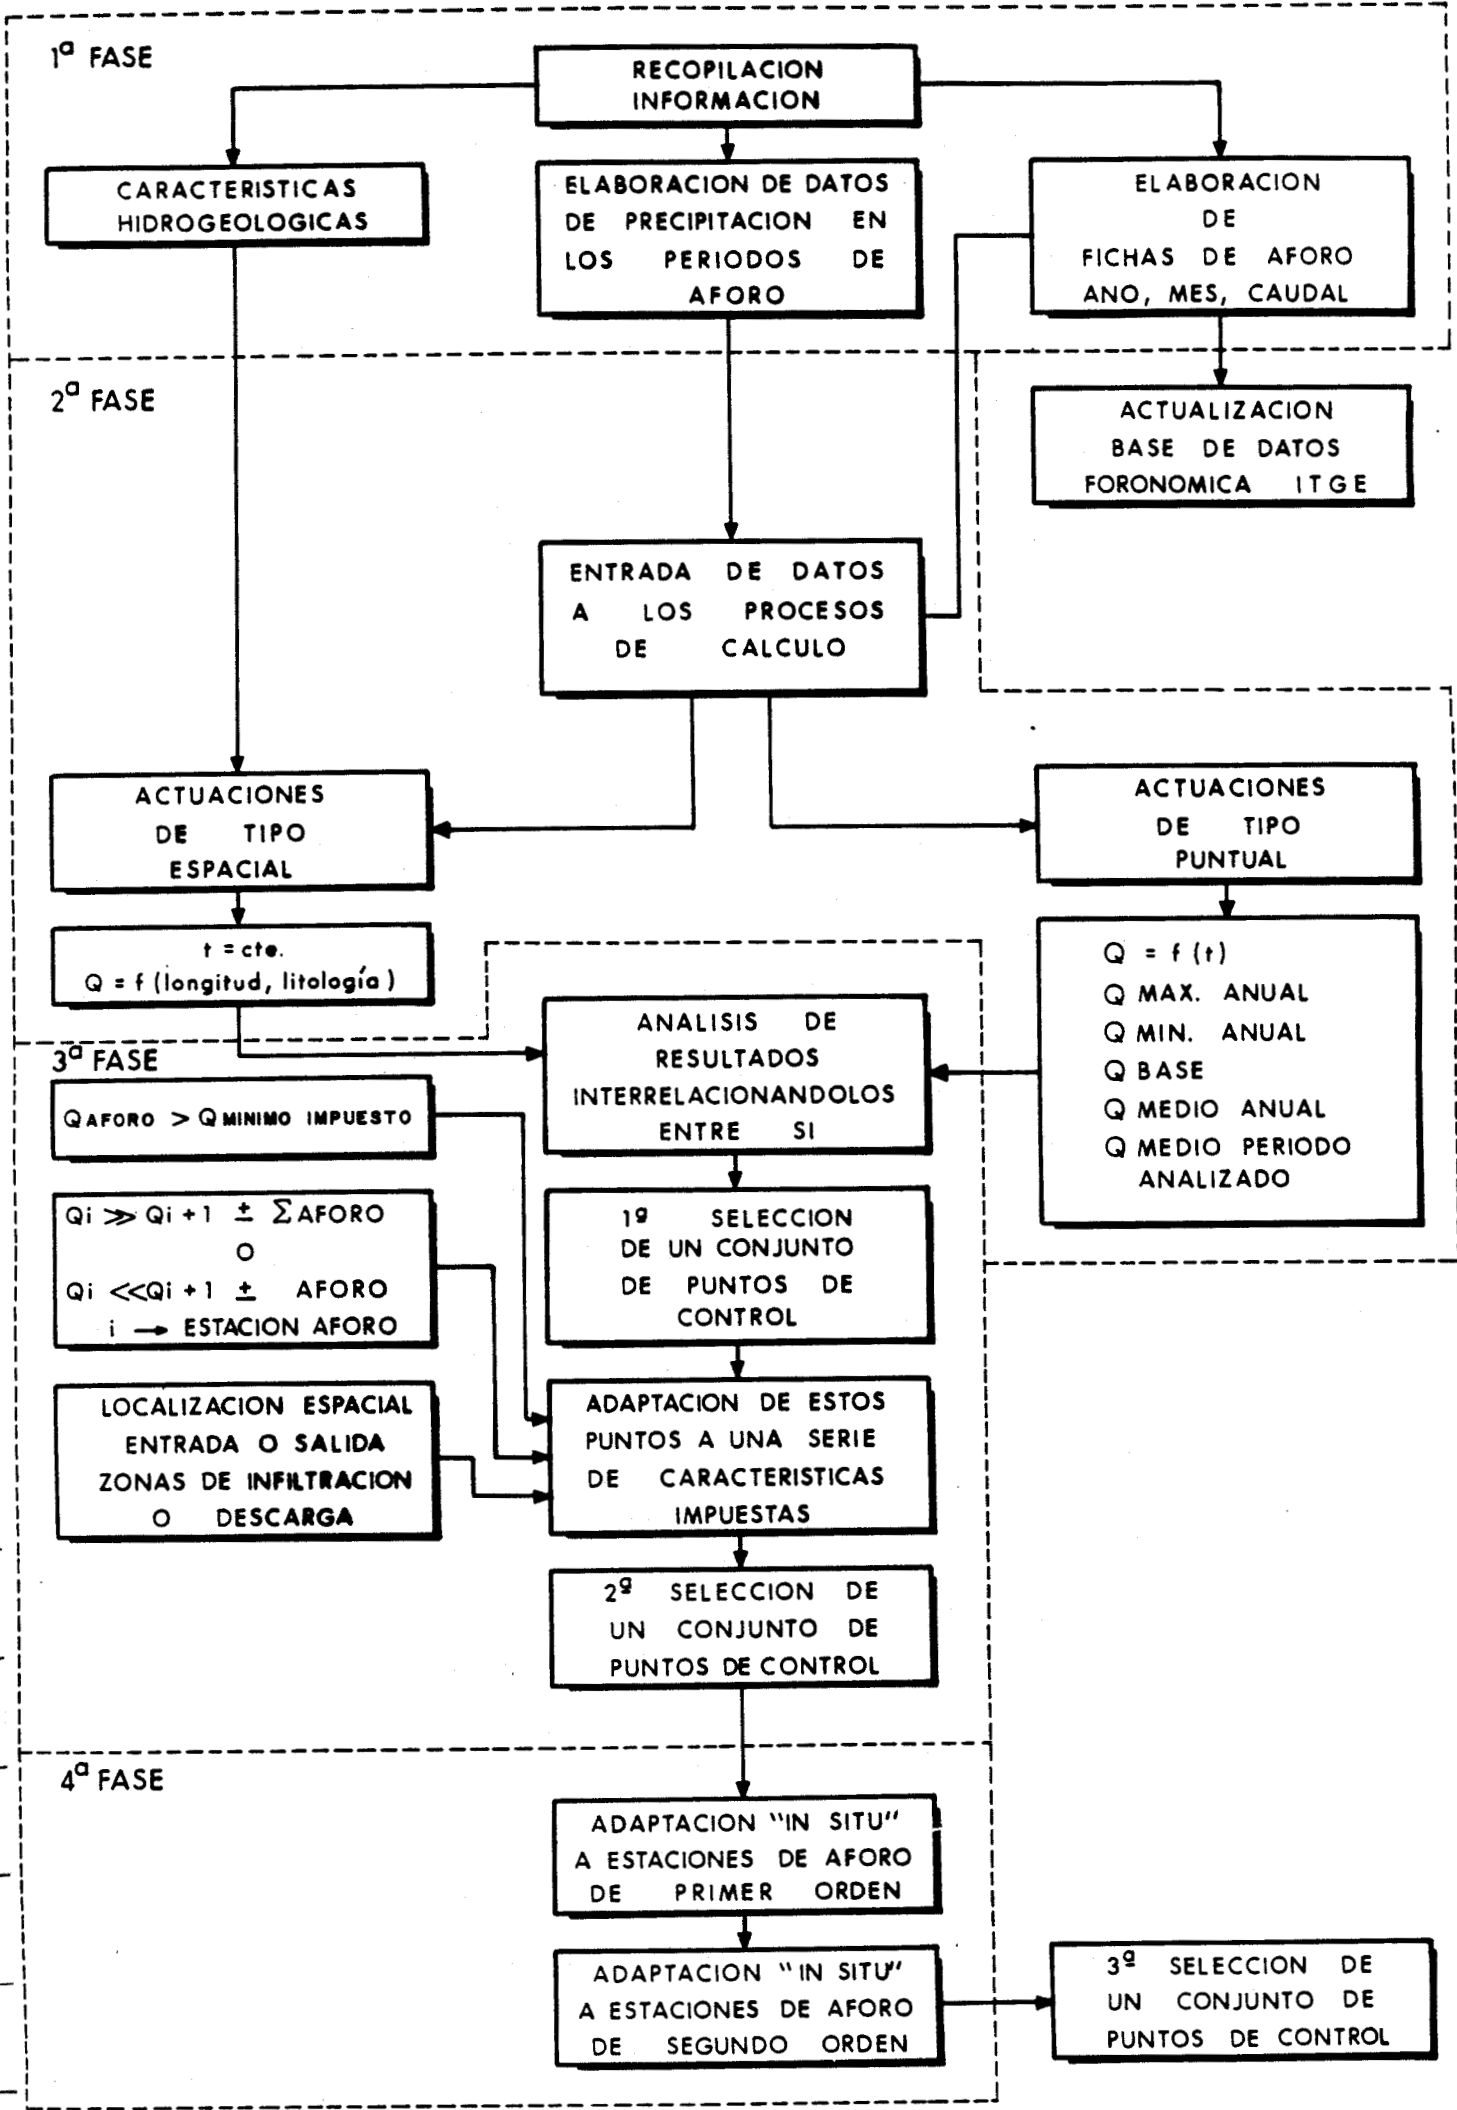 1ª FASE
RECOPILACION
INFORMACION
CARACTERISTICAS
HIDROGEOLOGICAS
ELABORACION DE DATOS
DE PRECIPITACION EN
LOS PERIODOS DE
AFORO
ELABORACION
DE
FICHAS DE AFORO
ANO, MES, CAUDAL
2ª FASE
ACTUALIZACION
BASE DE DATOS
FORONOMICA ITGE
ENTRADA DE DATOS
A LOS PROCESOS
DE CALCULO
ACTUACIONES
DE TIPO
ESPACIAL
ACTUACIONES
DE TIPO
PUNTUAL
t = cte.
Q = f (longitud, litología)
Q = f (t)
Q MAX. ANUAL
Q MIN. ANUAL
Q BASE
Q MEDIO ANUAL
Q MEDIO PERIODO
ANALIZADO
3ª FASE
ANALISIS DE
RESULTADOS
INTERRELACIONANDOLOS
ENTRE SI
Q AFORO > Q MINIMO IMPUESTO
1ª SELECCION
DE UN CONJUNTO
DE PUNTOS DE
CONTROL
Qi ≫ Qi + 1 ± Σ AFORO
O
Qi << Qi + 1 ± AFORO
i → ESTACION AFORO
LOCALIZACION ESPACIAL
ENTRADA O SALIDA
ZONAS DE INFILTRACION
O DESCARGA
ADAPTACION DE ESTOS
PUNTOS A UNA SERIE
DE CARACTERISTICAS
IMPUESTAS
2ª SELECCION DE
UN CONJUNTO DE
PUNTOS DE CONTROL
4ª FASE
ADAPTACION "IN SITU"
A ESTACIONES DE AFORO
DE PRIMER ORDEN
ADAPTACION "IN SITU"
A ESTACIONES DE AFORO
DE SEGUNDO ORDEN
3ª SELECCION DE
UN CONJUNTO DE
PUNTOS DE CONTROL